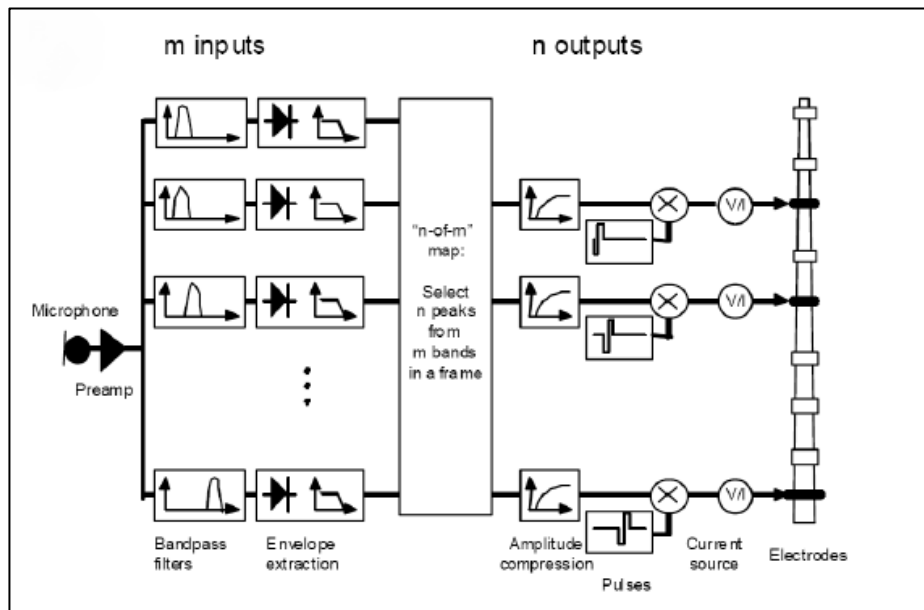 m inputs
n outputs
"n-of-m"
map:
Select
n peaks
from
m bands
in a frame
Microphone
Preamp
V/I
V/I
V/I
Bandpass
filters
Envelope
extraction
Amplitude
compression
Pulses
Current
source
Electrodes